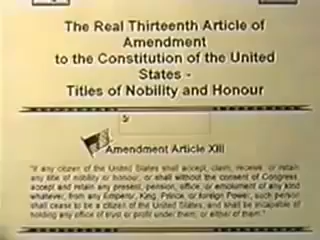 The Real Thirteenth Article of
Amendment
to the Constitution of the United
States -
Titles of Nobility and Honour
Amendment Article XIII
"If any citizen of the United States shall accept, claim, receive, or retain
any title of nobility or honour, or shall without the consent of Congress
accept and retain any present, pension, office, or emolument of any kind
whatever, from any Emperor, King, Prince, or foreign Power, such person
shall cease to be a citizen of the United States, and shall be incapable of
holding any office of trust or profit under them, or either of them."